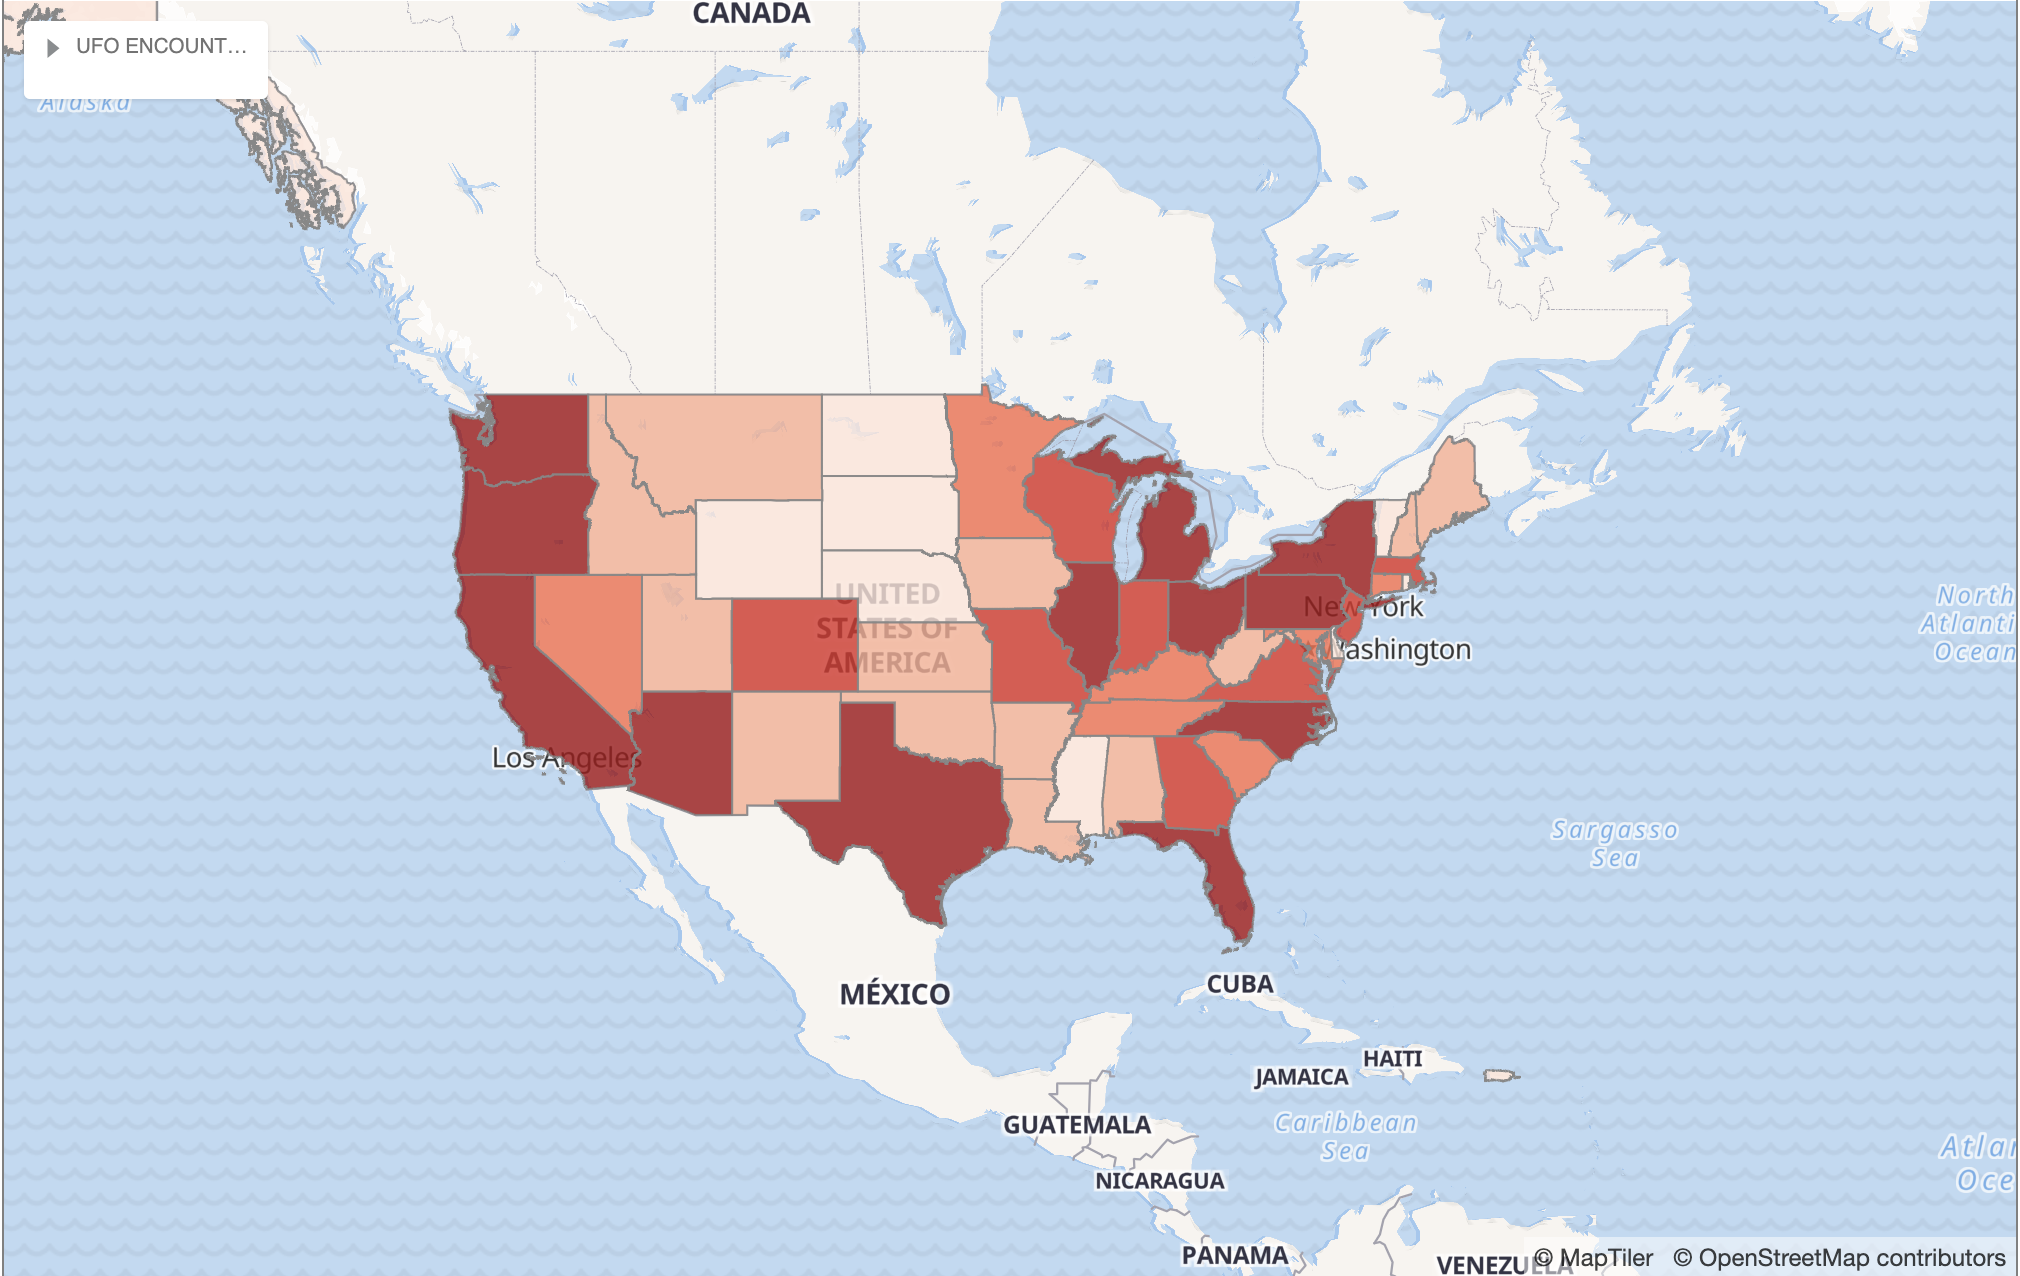 CANADA
UFO ENCOUNT...
Alaska
UNITED
STATES OF
AMERICA
New York
Washington
Los Angeles
North
Atlanti
Ocean
Sargasso
Sea
MÉXICO
CUBA
HAITI
JAMAICA
GUATEMALA
Caribbean
Sea
NICARAGUA
Atlan
Oce
PANAMA
VENEZUELA
© MapTiler © OpenStreetMap contributors